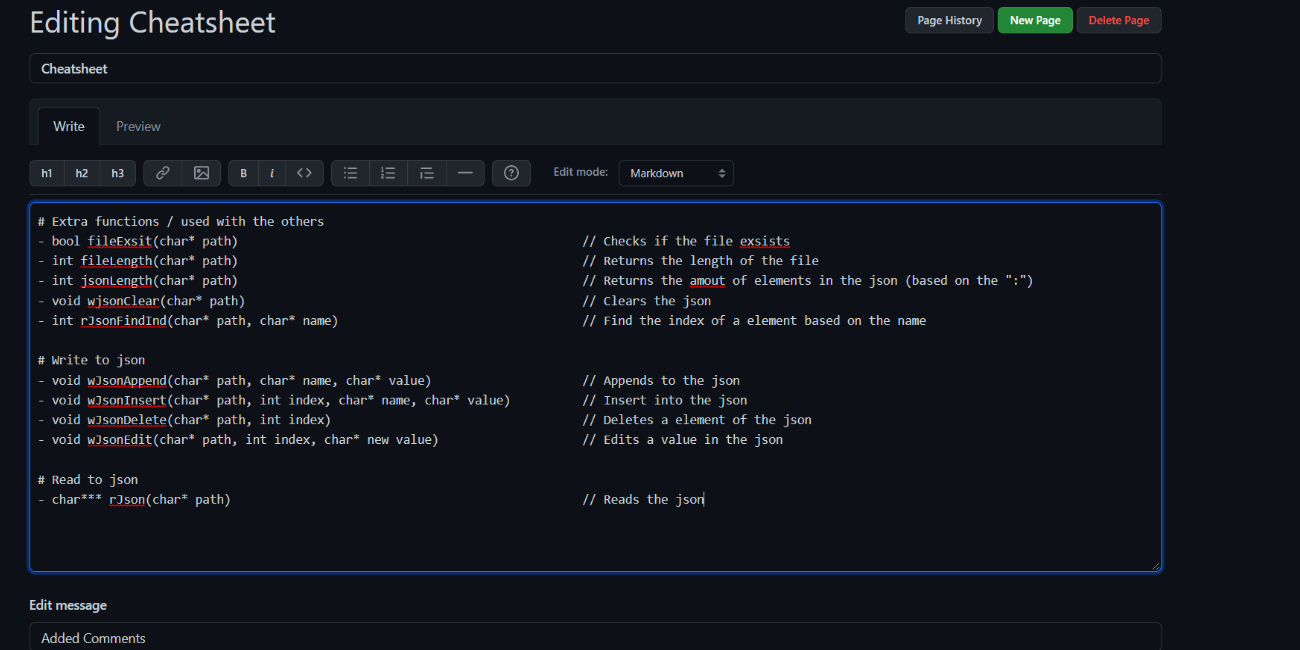 Editing Cheatsheet
Page History New Page Delete Page
Cheatsheet
Write Preview
h1 h2 h3 B i <> Edit mode: Markdown
# Extra functions / used with the others
- bool fileExsit(char* path) // Checks if the file exsists
- int fileLength(char* path) // Returns the length of the file
- int jsonLength(char* path) // Returns the amout of elements in the json (based on the ":")
- void wjsonClear(char* path) // Clears the json
- int rJsonFindInd(char* path, char* name) // Find the index of a element based on the name
# Write to json
- void wJsonAppend(char* path, char* name, char* value) // Appends to the json
- void wJsonInsert(char* path, int index, char* name, char* value) // Insert into the json
- void wJsonDelete(char* path, int index) // Deletes a element of the json
- void wJsonEdit(char* path, int index, char* new value) // Edits a value in the json
# Read to json
- char*** rJson(char* path) // Reads the json
Edit message
Added Comments